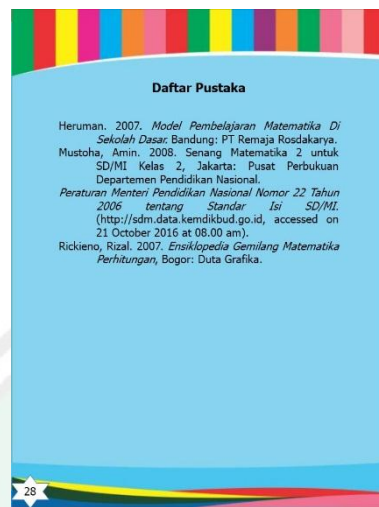 Daftar Pustaka
Heruman. 2007. Model Pembelajaran Matematika Di
Sekolah Dasar. Bandung: PT Remaja Rosdakarya.
Mustoha, Amin. 2008. Senang Matematika 2 untuk
SD/MI Kelas 2, Jakarta: Pusat Perbukuan
Departemen Pendidikan Nasional.
Peraturan Menteri Pendidikan Nasional Nomor 22 Tahun
2006 tentang Standar Isi SD/MI.
(http://sdm.data.kemdikbud.go.id, accessed on
21 October 2016 at 08.00 am).
Rickieno, Rizal. 2007. Ensiklopedia Gemilang Matematika
Perhitungan, Bogor: Duta Grafika.
28